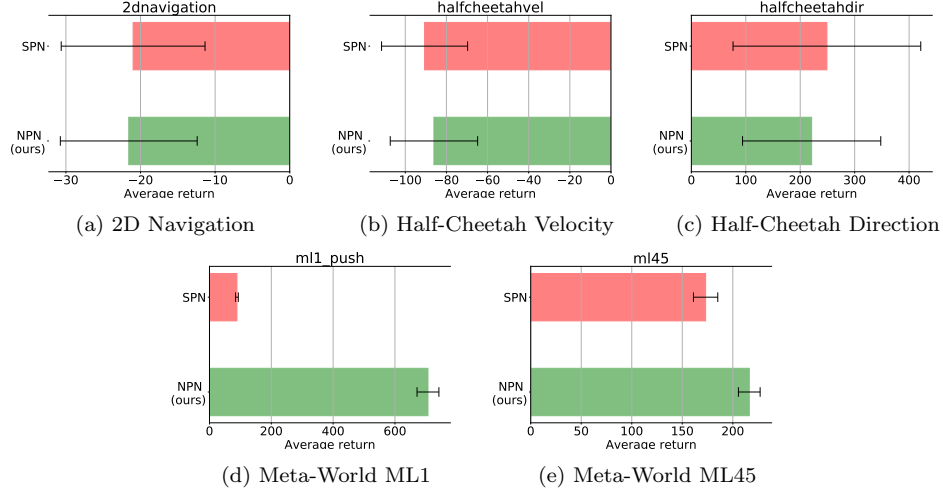 2dnavigation
SPN
NPN
(ours)
−30 −20 −10 0
Average return
(a) 2D Navigation
halfcheetahvel
SPN
NPN
(ours)
−100 −80 −60 −40 −20 0
Average return
(b) Half-Cheetah Velocity
halfcheetahdir
SPN
NPN
(ours)
0 100 200 300 400
Average return
(c) Half-Cheetah Direction
ml1_push
SPN
NPN
(ours)
0 200 400 600
Average return
(d) Meta-World ML1
ml45
SPN
NPN
(ours)
0 50 100 150 200
Average return
(e) Meta-World ML45